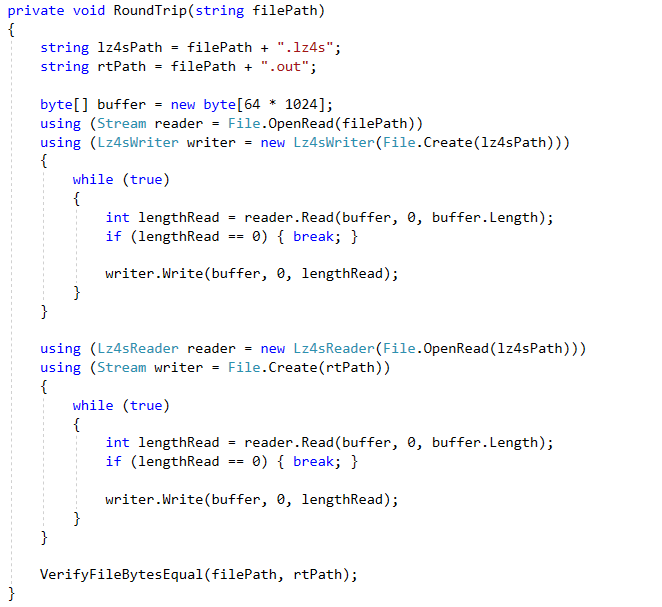 private void RoundTrip(string filePath)
{
    string lz4sPath = filePath + ".lz4s";
    string rtPath = filePath + ".out";

    byte[] buffer = new byte[64 * 1024];
    using (Stream reader = File.OpenRead(filePath))
    using (Lz4sWriter writer = new Lz4sWriter(File.Create(lz4sPath)))
    {
        while (true)
        {
            int lengthRead = reader.Read(buffer, 0, buffer.Length);
            if (lengthRead == 0) { break; }

            writer.Write(buffer, 0, lengthRead);
        }
    }

    using (Lz4sReader reader = new Lz4sReader(File.OpenRead(lz4sPath)))
    using (Stream writer = File.Create(rtPath))
    {
        while (true)
        {
            int lengthRead = reader.Read(buffer, 0, buffer.Length);
            if (lengthRead == 0) { break; }

            writer.Write(buffer, 0, lengthRead);
        }
    }

    VerifyFileBytesEqual(filePath, rtPath);
}